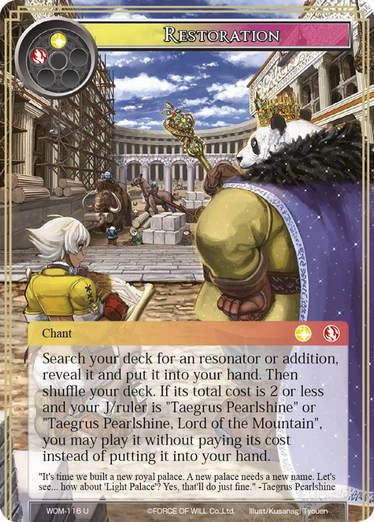 RESTORATION
Chant
Search your deck for an resonator or addition,
reveal it and put it into your hand. Then
shuffle your deck. If its total cost is 2 or less
and your J/ruler is "Taegrus Pearlshine" or
"Taegrus Pearlshine, Lord of the Mountain",
you may play it without paying its cost
instead of putting it into your hand.
"It's time we built a new royal palace. A new palace needs a new name. Let's
see... how about 'Light Palace'? Yes, that'll do just fine." -Taegrus Pearlshine
WOM-116 U ©FORCE OF WILL Co.,Ltd. Illust/Kusanagi Tyouen